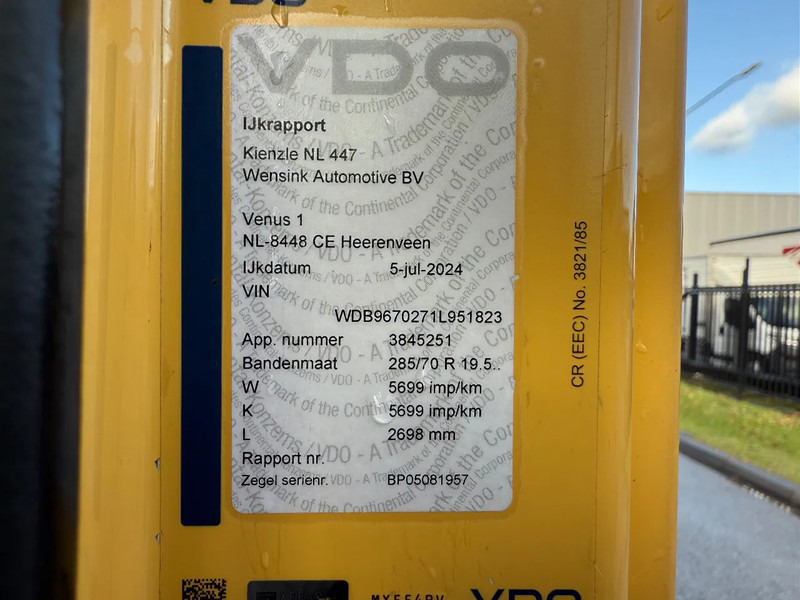 VDO
VDO
IJkrapport
Kienzle NL 447
Wensink Automotive BV
Venus 1
NL-8448 CE Heerenveen
IJkdatum 5-jul-2024
VIN
WDB9670271L951823
App. nummer 3845251
Bandenmaat 285/70 R 19.5..
W 5699 imp/km
K 5699 imp/km
L 2698 mm
Rapport nr.
Zegel serienr. BP05081957
CR (EEC) No. 3821/85
VDO